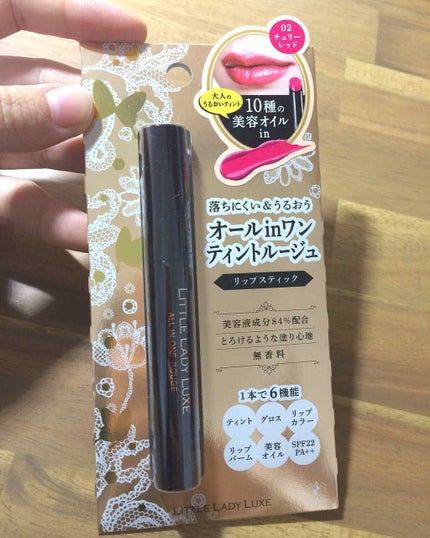 02
チェリー
レッド
大人の
うるおいティント
10種の
美容オイル
in
落ちにくい&うるおう
オールinワン
ティントルージュ
リップスティック
美容液成分84%配合
とろけるような塗り心地
無香料
1本で6機能
ティント
グロス
リップ
カラー
リップ
バーム
美容
オイル
SPF22
PA++
LITTLE LADY LUXE
ALL IN ONE ROUGE
LITTLE LADY LUXE